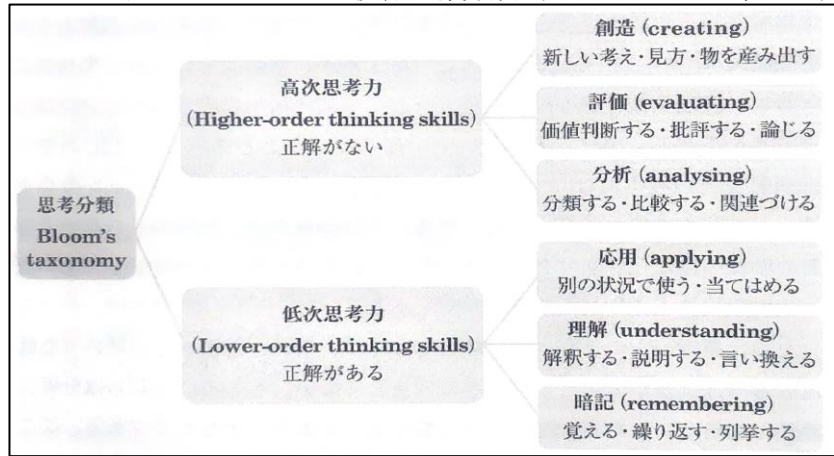 思考分類
Bloom's
taxonomy
高次思考力
(Higher-order thinking skills)
正解がない
創造 (creating)
新しい考え・見方・物を産み出す
評価 (evaluating)
価値判断する・批評する・論じる
分析 (analysing)
分類する・比較する・関連づける
低次思考力
(Lower-order thinking skills)
正解がある
応用 (applying)
別の状況で使う・当てはめる
理解 (understanding)
解釈する・説明する・言い換える
暗記 (remembering)
覚える・繰り返す・列挙する